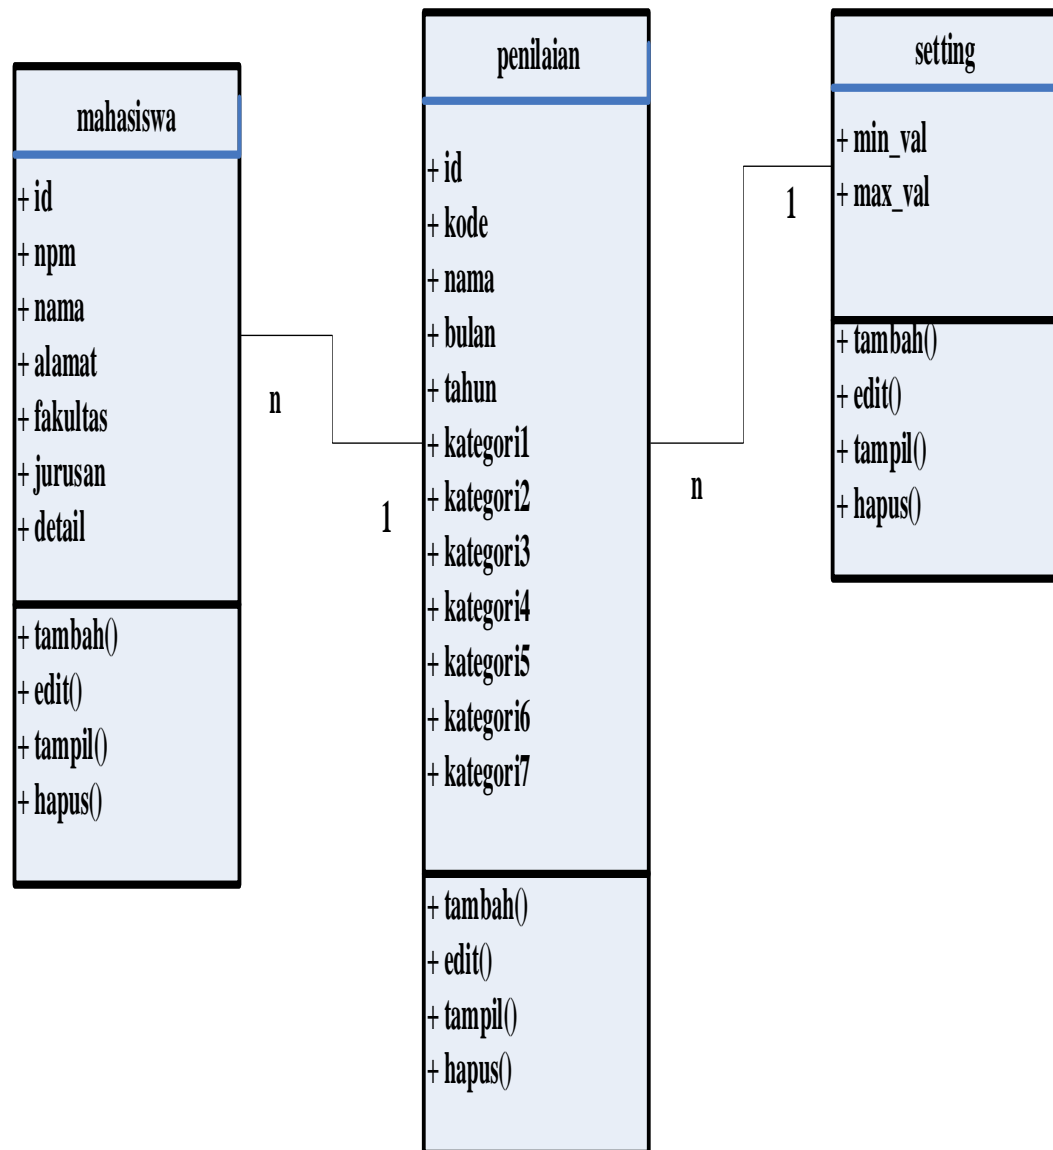 mahasiswa
+ id
+ npm
+ nama
+ alamat
+ fakultas
+ jurusan
+ detail
+ tambah()
+ edit()
+ tampil()
+ hapus()
n
1
penilaian
+ id
+ kode
+ nama
+ bulan
+ tahun
+ kategori1
+ kategori2
+ kategori3
+ kategori4
+ kategori5
+ kategori6
+ kategori7
+ tambah()
+ edit()
+ tampil()
+ hapus()
n
1
setting
+ min_val
+ max_val
+ tambah()
+ edit()
+ tampil()
+ hapus()